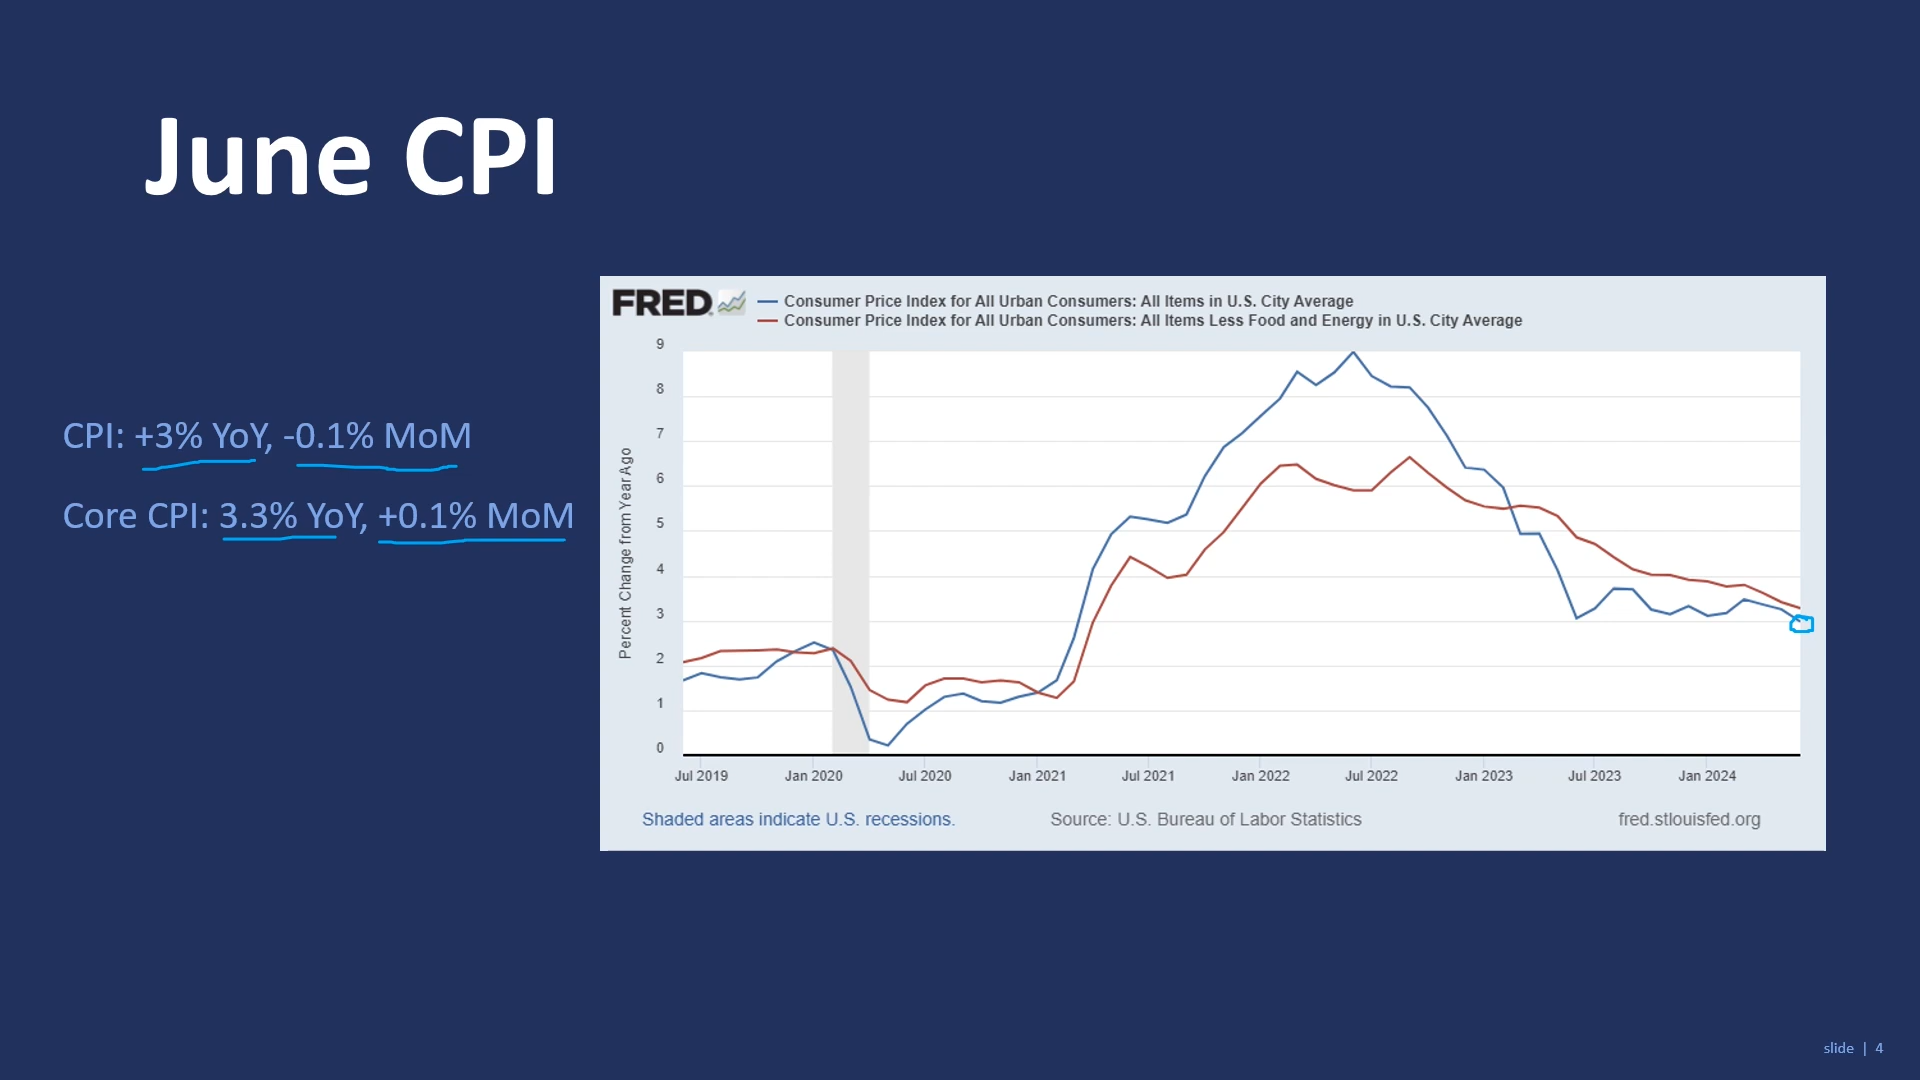 June CPI
CPI: +3% YoY, -0.1% MoM
Core CPI: 3.3% YoY, +0.1% MoM
FRED
Consumer Price Index for All Urban Consumers: All Items in U.S. City Average
Consumer Price Index for All Urban Consumers: All Items Less Food and Energy in U.S. City Average
Percent Change from Year Ago
9
8
7
6
5
4
3
2
1
0
Jul 2019 Jan 2020 Jul 2020 Jan 2021 Jul 2021 Jan 2022 Jul 2022 Jan 2023 Jul 2023 Jan 2024
Shaded areas indicate U.S. recessions. Source: U.S. Bureau of Labor Statistics fred.stlouisfed.org
slide | 4